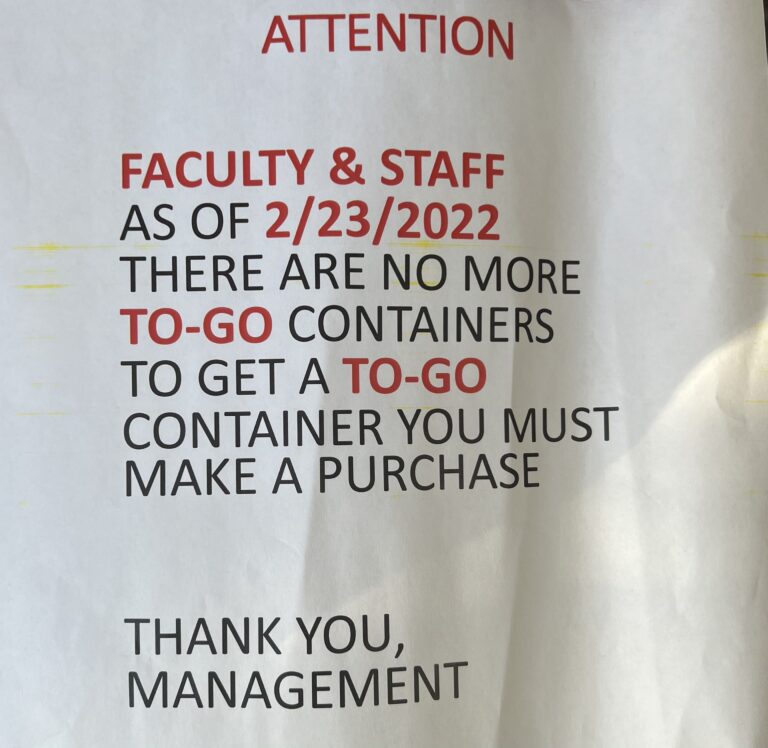 ATTENTION
FACULTY & STAFF
AS OF 2/23/2022
THERE ARE NO MORE
TO-GO CONTAINERS
TO GET A TO-GO
CONTAINER YOU MUST
MAKE A PURCHASE
THANK YOU,
MANAGEMENT